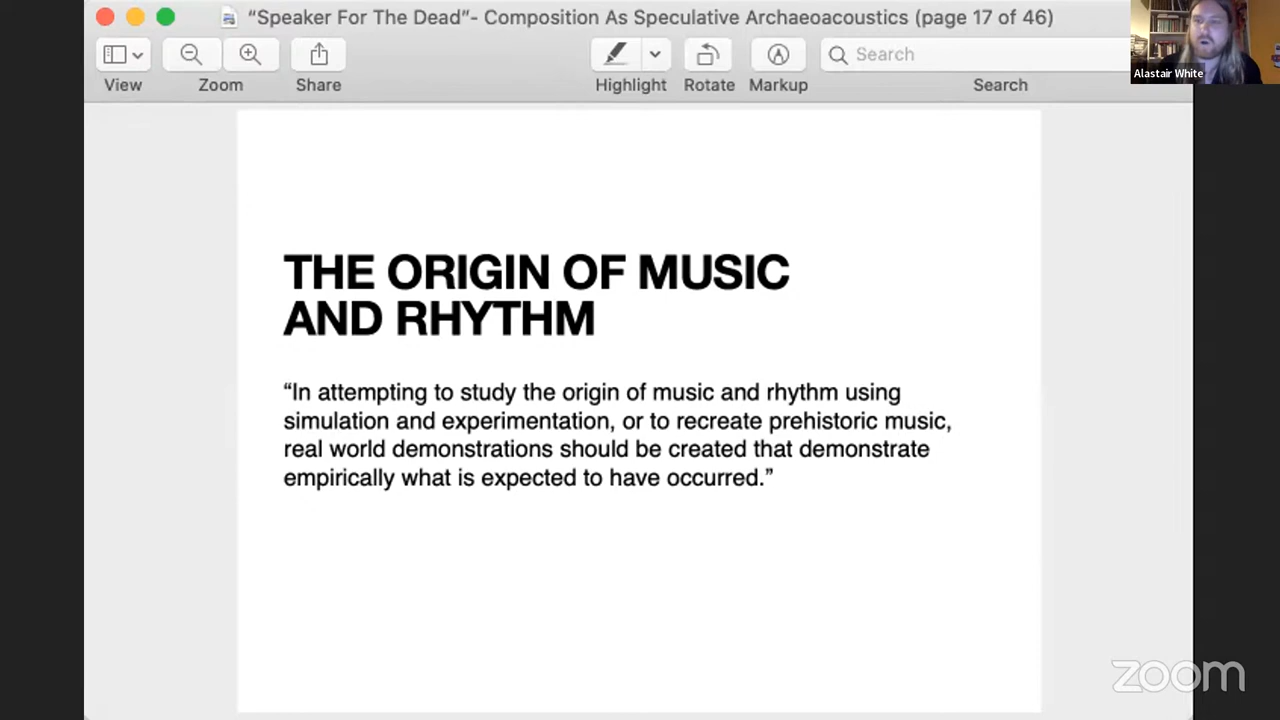 “Speaker For The Dead”- Composition As Speculative Archaeoacoustics (page 17 of 46)
Search
View
Zoom
Share
Highlight
Rotate
Markup
Search
Alastair White
THE ORIGIN OF MUSIC
AND RHYTHM
“In attempting to study the origin of music and rhythm using
simulation and experimentation, or to recreate prehistoric music,
real world demonstrations should be created that demonstrate
empirically what is expected to have occurred.”
zoom